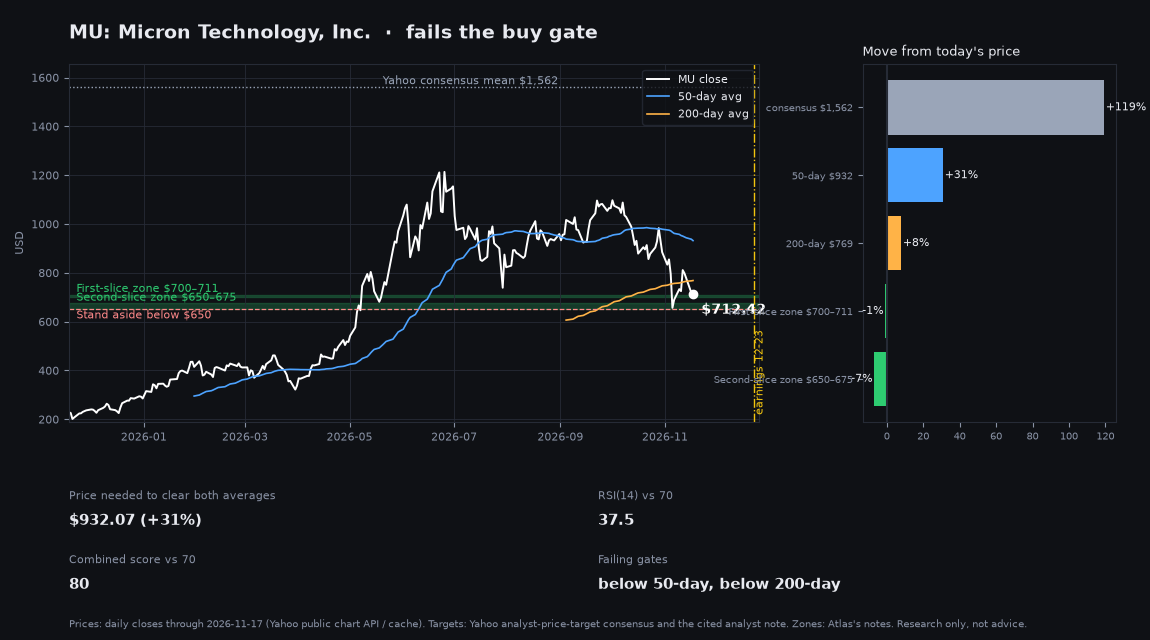 MU: Micron Technology, Inc. · fails the buy gate
Move from today's price
Yahoo consensus mean $1,562
MU close
50-day avg
200-day avg
1600
1400
1200
1000
800
600
400
200
USD
First-slice zone $700–711
Second-slice zone $650–675
Stand aside below $650
$712.42
earnings 12-23
2026-01
2026-03
2026-05
2026-07
2026-09
2026-11
consensus $1,562
+119%
50-day $932
+31%
200-day $769
+8%
First-slice zone $700–711
-1%
Second-slice zone $650–675
-7%
0
20
40
60
80
100
120
Price needed to clear both averages
$932.07 (+31%)
RSI(14) vs 70
37.5
Combined score vs 70
80
Failing gates
below 50-day, below 200-day
Prices: daily closes through 2026-11-17 (Yahoo public chart API / cache). Targets: Yahoo analyst-price-target consensus and the cited analyst note. Zones: Atlas's notes. Research only, not advice.